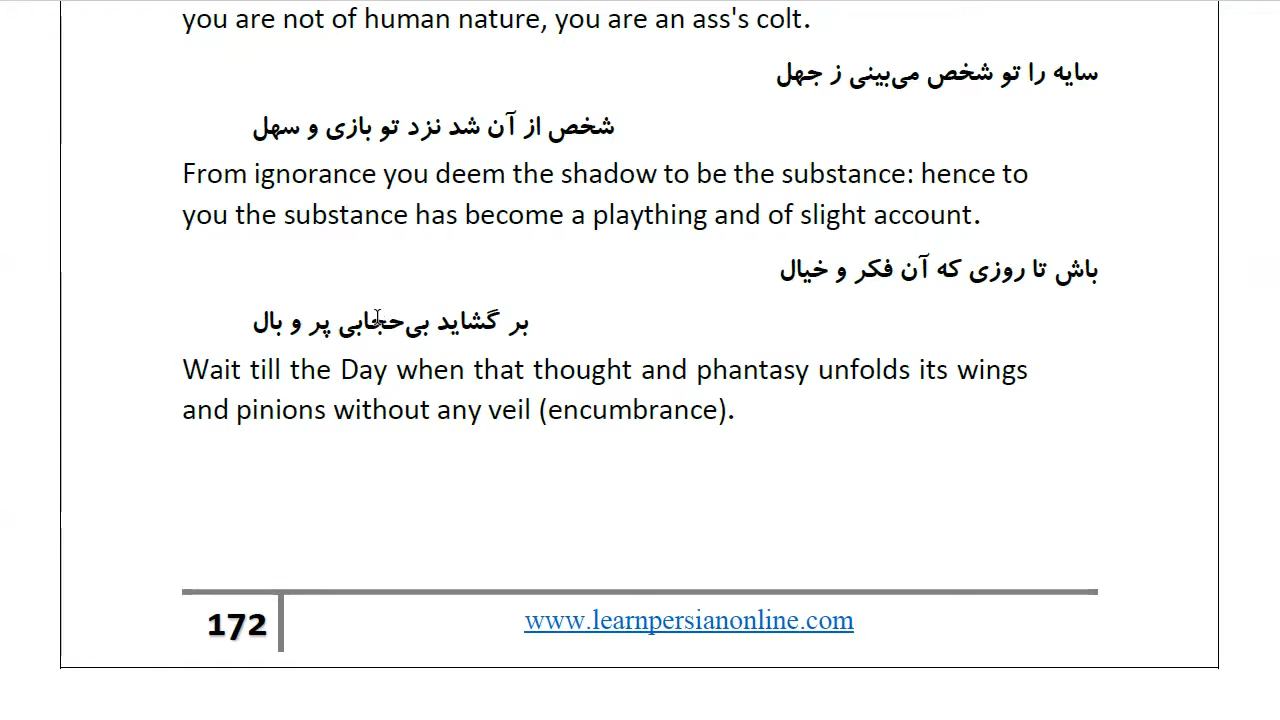 you are not of human nature, you are an ass's colt.
سایه را تو شخص می‌بینی ز جهل
شخص از آن شد نزد تو بازی و سهل
From ignorance you deem the shadow to be the substance: hence to
you the substance has become a plaything and of slight account.
باش تا روزی که آن فکر و خیال
بر گشاید بی‌حجابی پر و بال
Wait till the Day when that thought and phantasy unfolds its wings
and pinions without any veil (encumbrance).
172
www.learnpersianonline.com